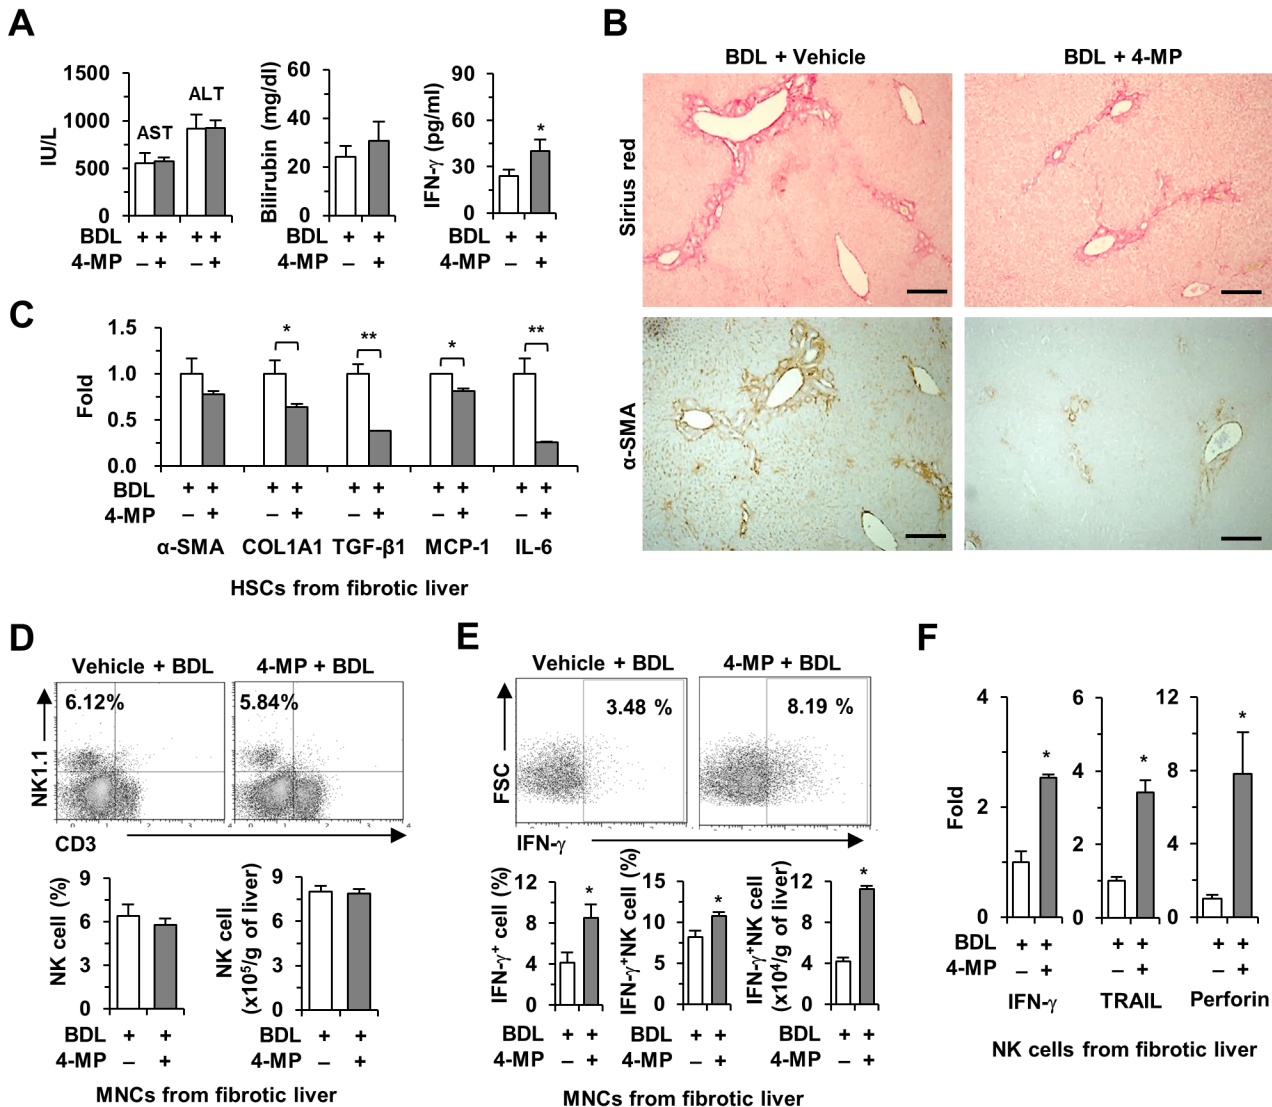 A
1500
1000
500
0
IU/L
AST
ALT
BDL + + + +
4-MP – + – +
60
40
20
0
Bilirubin (mg/dl)
BDL + +
4-MP – +
90
60
30
0
IFN-γ (pg/ml)
*
BDL + +
4-MP – +
B
BDL + Vehicle
BDL + 4-MP
Sirius red
α-SMA
C
1.5
1.0
0.5
0.0
Fold
* ** * **
BDL + + + + + + + + + +
4-MP – + – + – + – + – +
α-SMA COL1A1 TGF-β1 MCP-1 IL-6
HSCs from fibrotic liver
D
Vehicle + BDL
4-MP + BDL
6.12%
5.84%
NK1.1
CD3
NK cell (%)
9
6
3
0
BDL + +
4-MP – +
NK cell
(x10⁵/g of liver)
9
6
3
0
BDL + +
4-MP – +
MNCs from fibrotic liver
E
Vehicle + BDL
4-MP + BDL
3.48 %
8.19 %
FSC
IFN-γ
IFN-γ⁺ cell (%)
12
8
4
0
*
BDL + +
4-MP – +
IFN-γ⁺NK cell (%)
15
10
5
0
*
BDL + +
4-MP – +
IFN-γ⁺NK cell
(x10⁴/g of liver)
12
8
4
0
*
BDL + +
4-MP – +
MNCs from fibrotic liver
F
Fold
4
2
0
*
6
4
2
0
*
12
8
4
0
*
BDL + + + + + +
4-MP – + – + – +
IFN-γ TRAIL Perforin
NK cells from fibrotic liver